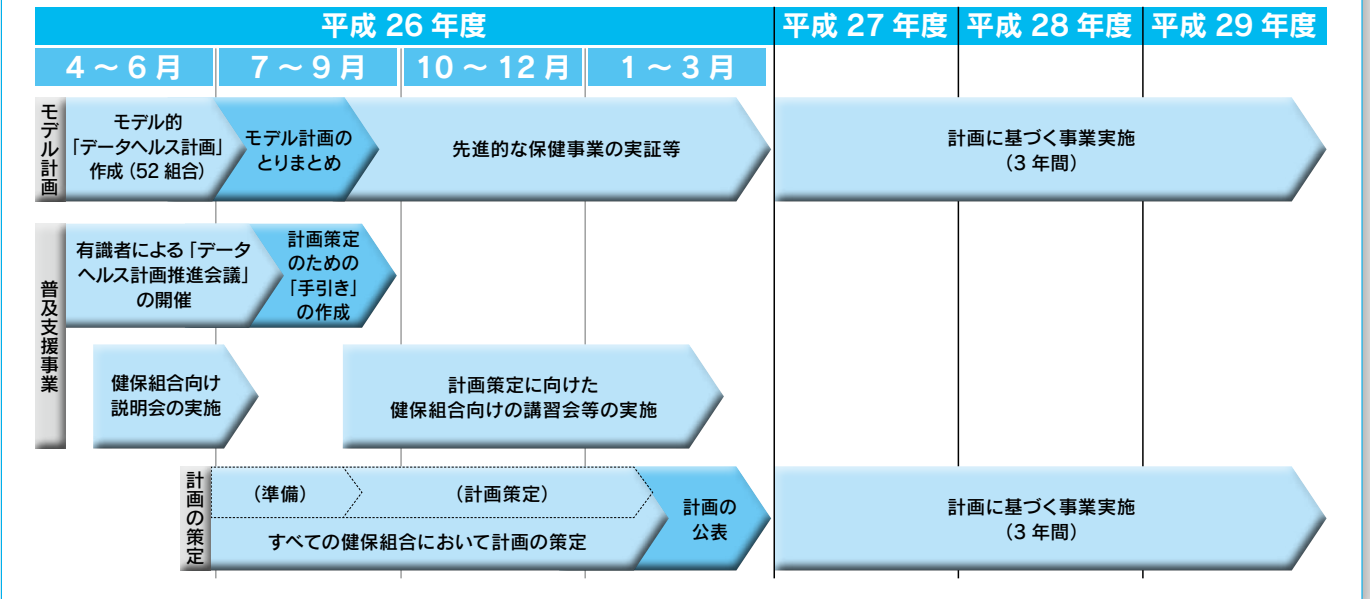 平成 26 年度
平成 27 年度
平成 28 年度
平成 29 年度
4 ～ 6 月
7 ～ 9 月
10 ～ 12 月
1 ～ 3 月
モデル計画
モデル的
「データヘルス計画」
作成（52 組合）
モデル計画の
とりまとめ
先進的な保健事業の実証等
計画に基づく事業実施
（3 年間）
普及支援事業
有識者による「データ
ヘルス計画推進会議」
の開催
計画策定
のための
「手引き」
の作成
健保組合向け
説明会の実施
計画策定に向けた
健保組合向けの講習会等の実施
計画の策定
（準備）
（計画策定）
すべての健保組合において計画の策定
計画の
公表
計画に基づく事業実施
（3 年間）